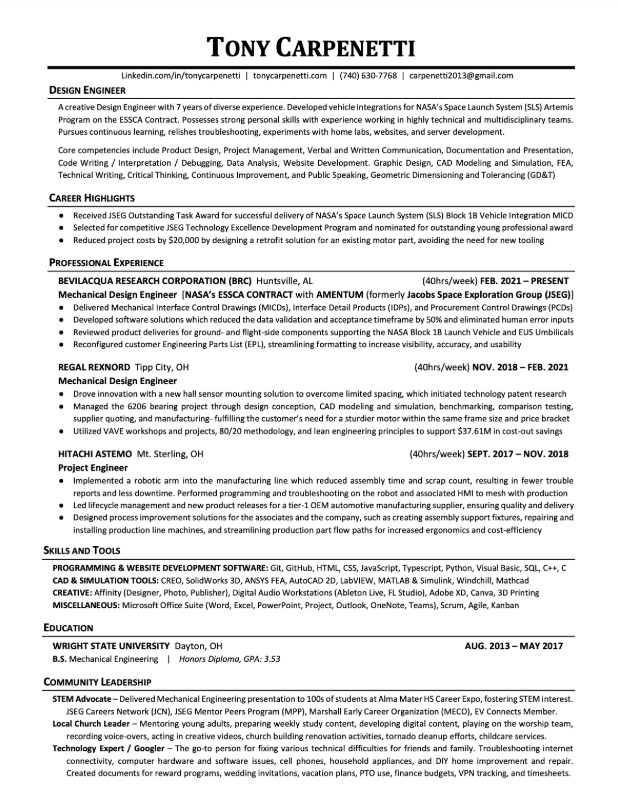 TONY CARPENETTI
Linkedin.com/in/tonycarpenetti | tonycarpenetti.com | (740) 630-7768 | carpenetti2013@gmail.com
DESIGN ENGINEER
A creative Design Engineer with 7 years of diverse experience. Developed vehicle integrations for NASA's Space Launch System (SLS) Artemis
Program on the ESSCA Contract. Possesses strong personal skills with experience working in highly technical and multidisciplinary teams.
Pursues continuous learning, relishes troubleshooting, experiments with home labs, websites, and server development.
Core competencies include Product Design, Project Management, Verbal and Written Communication, Documentation and Presentation,
Code Writing / Interpretation / Debugging, Data Analysis, Website Development. Graphic Design, CAD Modeling and Simulation, FEA,
Technical Writing, Critical Thinking, Continuous Improvement, and Public Speaking, Geometric Dimensioning and Tolerancing (GD&T)
CAREER HIGHLIGHTS
● Received JSEG Outstanding Task Award for successful delivery of NASA's Space Launch System (SLS) Block 1B Vehicle Integration MICD
● Selected for competitive JSEG Technology Excellence Development Program and nominated for outstanding young professional award
● Reduced project costs by $20,000 by designing a retrofit solution for an existing motor part, avoiding the need for new tooling
PROFESSIONAL EXPERIENCE
BEVILACQUA RESEARCH CORPORATION (BRC) Huntsville, AL (40hrs/week) FEB. 2021 – PRESENT
Mechanical Design Engineer [NASA's ESSCA CONTRACT with AMENTUM (formerly Jacobs Space Exploration Group (JSEG)]
● Delivered Mechanical Interface Control Drawings (MICDs), Interface Detail Products (IDPs), and Procurement Control Drawings (PCDs)
● Developed software solutions which reduced the data validation and acceptance timeframe by 50% and eliminated human error inputs
● Reviewed product deliveries for ground- and flight-side components supporting the NASA Block 1B Launch Vehicle and EUS Umbilicals
● Reconfigured customer Engineering Parts List (EPL), streamlining formatting to increase visibility, accuracy, and usability
REGAL REXNORD Tipp City, OH (40hrs/week) NOV. 2018 – FEB. 2021
Mechanical Design Engineer
● Drove innovation with a new hall sensor mounting solution to overcome limited spacing, which initiated technology patent research
● Managed the 6206 bearing project through design conception, CAD modeling and simulation, benchmarking, comparison testing,
supplier quoting, and manufacturing- fulfilling the customer's need for a sturdier motor within the same frame size and price bracket
● Utilized VAVE workshops and projects, 80/20 methodology, and lean engineering principles to support $37.61M in cost-out savings
HITACHI ASTEMO Mt. Sterling, OH (40hrs/week) SEPT. 2017 – NOV. 2018
Project Engineer
● Implemented a robotic arm into the manufacturing line which reduced assembly time and scrap count, resulting in fewer trouble
reports and less downtime. Performed programming and troubleshooting on the robot and associated HMI to mesh with production
● Led lifecycle management and new product releases for a tier-1 OEM automotive manufacturing supplier, ensuring quality and delivery
● Designed process improvement solutions for the associates and the company, such as creating assembly support fixtures, repairing and
installing production line machines, and streamlining production part flow paths for increased ergonomics and cost-efficiency
SKILLS AND TOOLS
PROGRAMMING & WEBSITE DEVELOPMENT SOFTWARE: Git, GitHub, HTML, CSS, JavaScript, Typescript, Python, Visual Basic, SQL, C++, C
CAD & SIMULATION TOOLS: CREO, SolidWorks 3D, ANSYS FEA, AutoCAD 2D, LabVIEW, MATLAB & Simulink, Windchill, Mathcad
CREATIVE: Affinity (Designer, Photo, Publisher), Digital Audio Workstations (Ableton Live, FL Studio), Adobe XD, Canva, 3D Printing
MISCELLANEOUS: Microsoft Office Suite (Word, Excel, PowerPoint, Project, Outlook, OneNote, Teams), Scrum, Agile, Kanban
EDUCATION
WRIGHT STATE UNIVERSITY Dayton, OH AUG. 2013 – MAY 2017
B.S. Mechanical Engineering | Honors Diploma, GPA: 3.53
COMMUNITY LEADERSHIP
STEM Advocate – Delivered Mechanical Engineering presentation to 100s of students at Alma Mater HS Career Expo, fostering STEM interest.
JSEG Careers Network (JCN), JSEG Mentor Peers Program (MPP), Marshall Early Career Organization (MECO), EV Connects Member.
Local Church Leader – Mentoring young adults, preparing weekly study content, developing digital content, playing on the worship team,
recording voice-overs, acting in creative videos, church building renovation activities, tornado cleanup efforts, childcare services.
Technology Expert / Googler – The go-to person for fixing various technical difficulties for friends and family. Troubleshooting internet
connectivity, computer hardware and software issues, cell phones, household appliances, and DIY home improvement and repair.
Created documents for reward programs, wedding invitations, vacation plans, PTO use, finance budgets, VPN tracking, and timesheets.